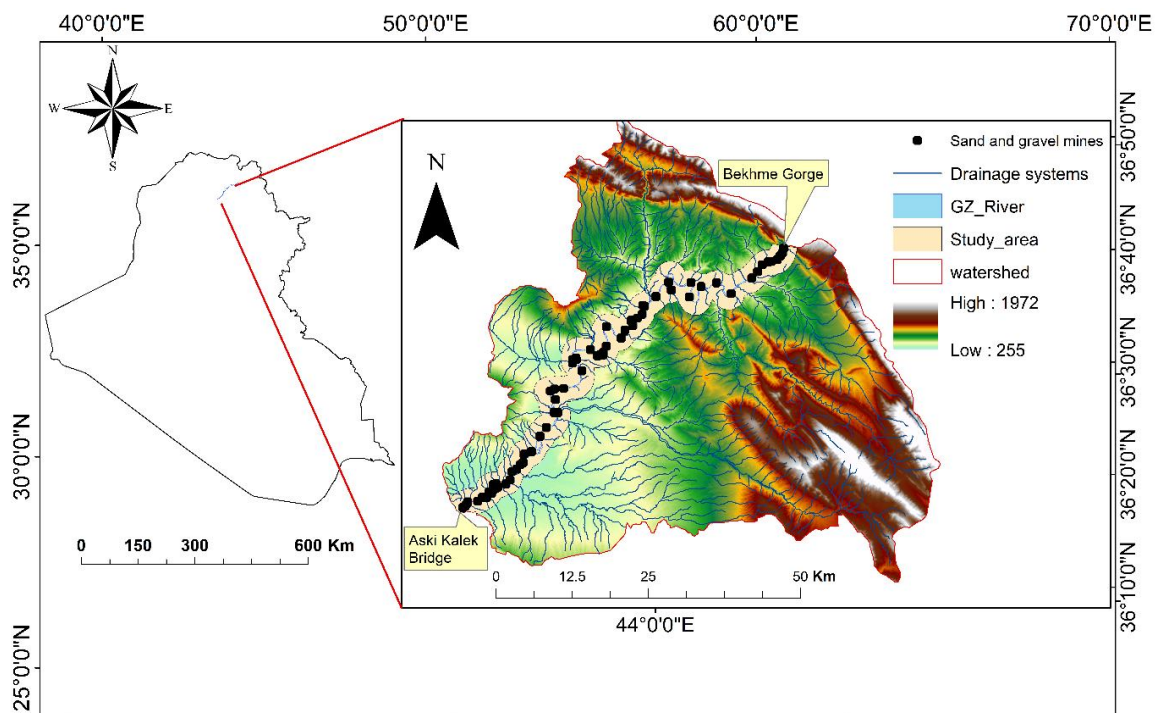 40°0'0"E
50°0'0"E
60°0'0"E
70°0'0"E
N
W
E
S
35°0'0"N
30°0'0"N
25°0'0"N
0 150 300 600 Km
N
Bekhme Gorge
Aski Kalek
Bridge
Sand and gravel mines
Drainage systems
GZ_River
Study_area
watershed
High : 1972
Low : 255
0 12.5 25 50 Km
44°0'0"E
36°50'0"N
36°40'0"N
36°30'0"N
36°20'0"N
36°10'0"N